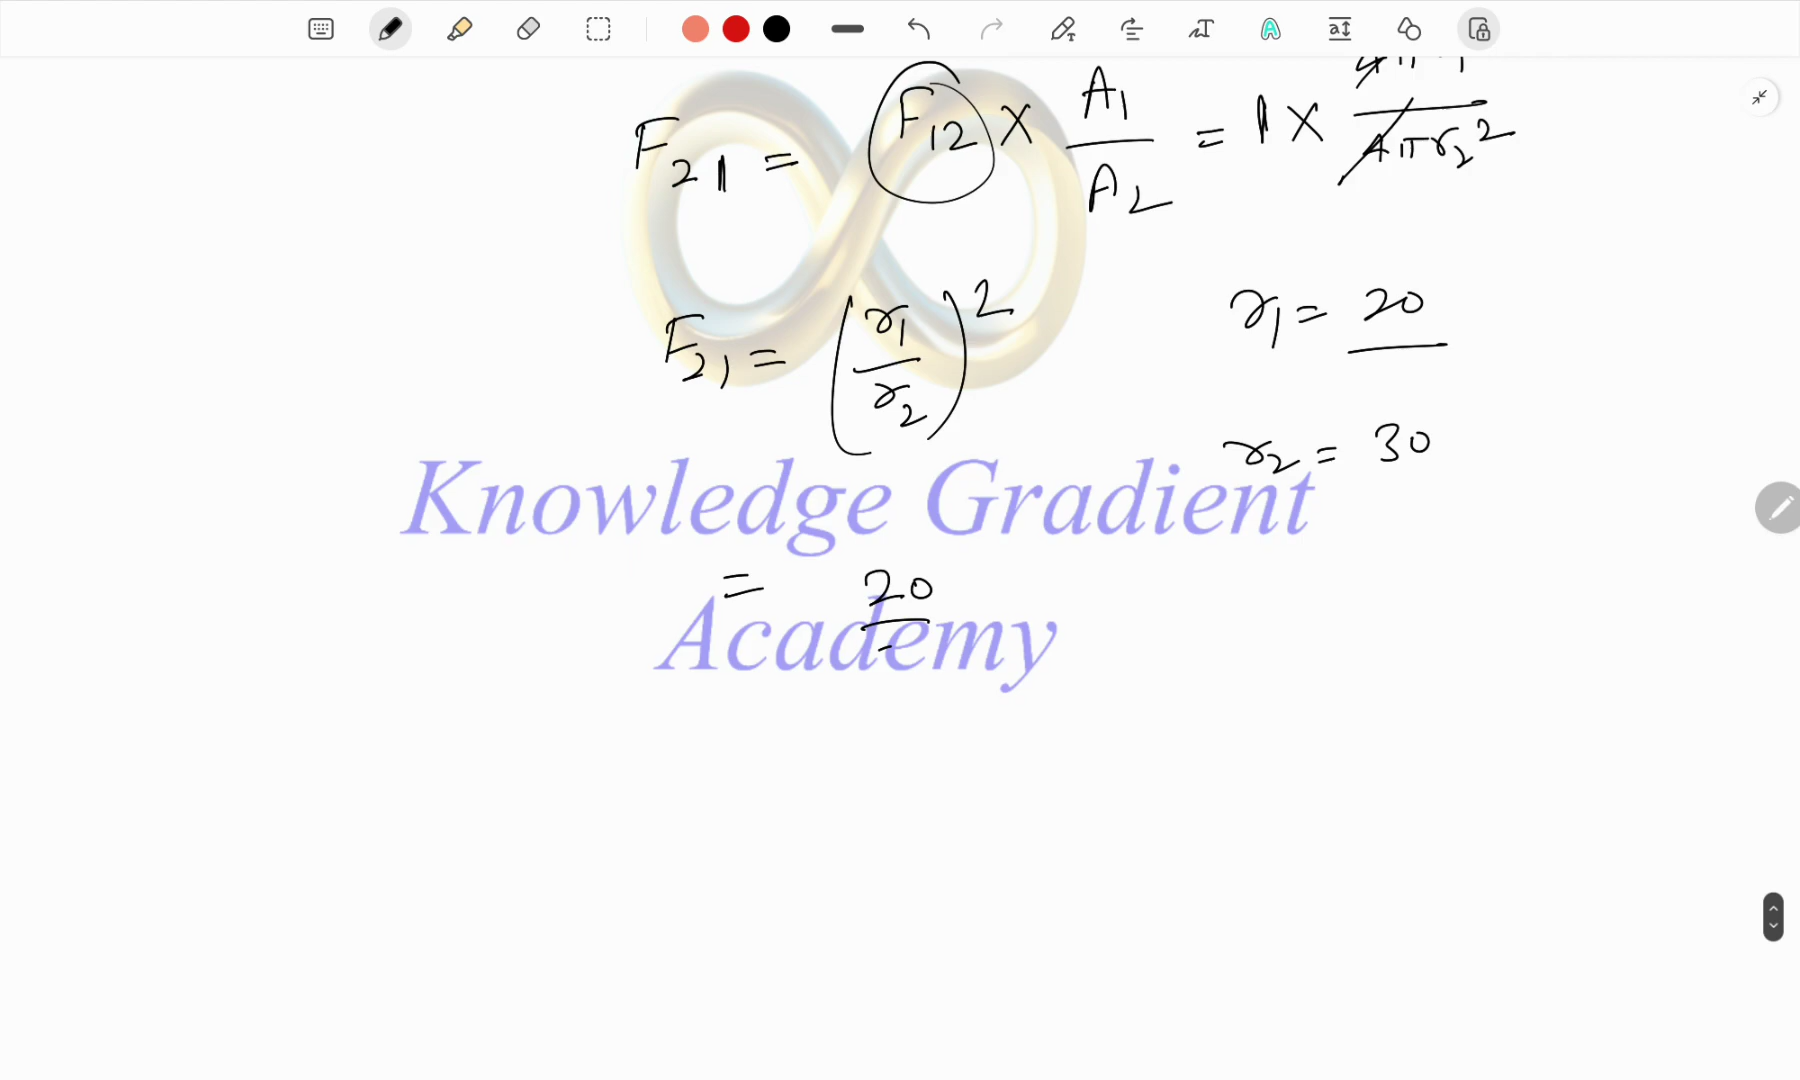 F21 = F12 × A1/A2 = 1 × /4πr2²
F21 = (r1/r2)²
r1 = 20
r2 = 30
Knowledge Gradient
= 20
Academy